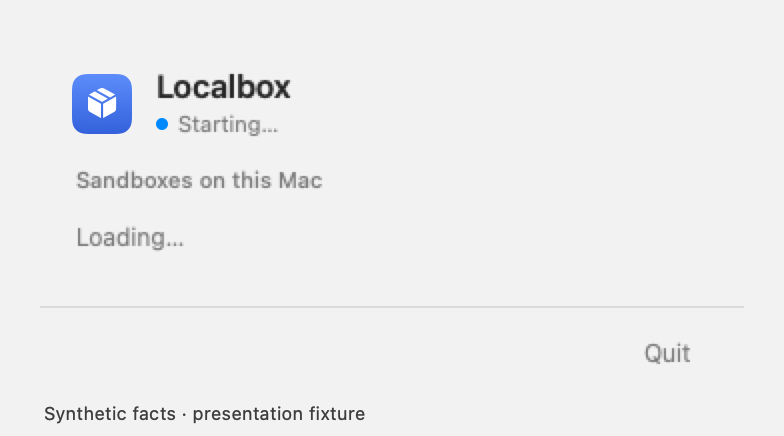 Localbox
Starting...
Sandboxes on this Mac
Loading...
Quit
Synthetic facts · presentation fixture